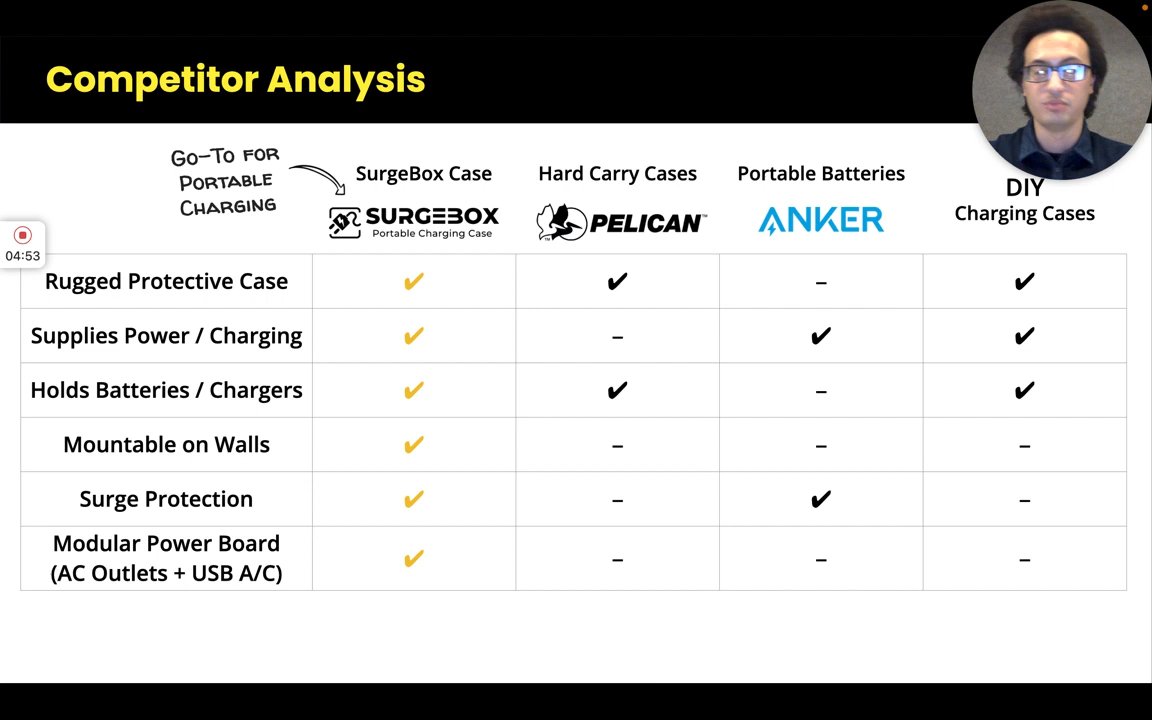 Competitor Analysis
Go-To for
Portable
Charging
SurgeBox Case
Hard Carry Cases
Portable Batteries
DIY
Charging Cases
SURGEBOX
Portable Charging Case
PELICAN™
ANKER
04:53
Rugged Protective Case ✔ ✔ – ✔
Supplies Power / Charging ✔ – ✔ ✔
Holds Batteries / Chargers ✔ ✔ – ✔
Mountable on Walls ✔ – – –
Surge Protection ✔ – ✔ –
Modular Power Board
(AC Outlets + USB A/C) ✔ – – –